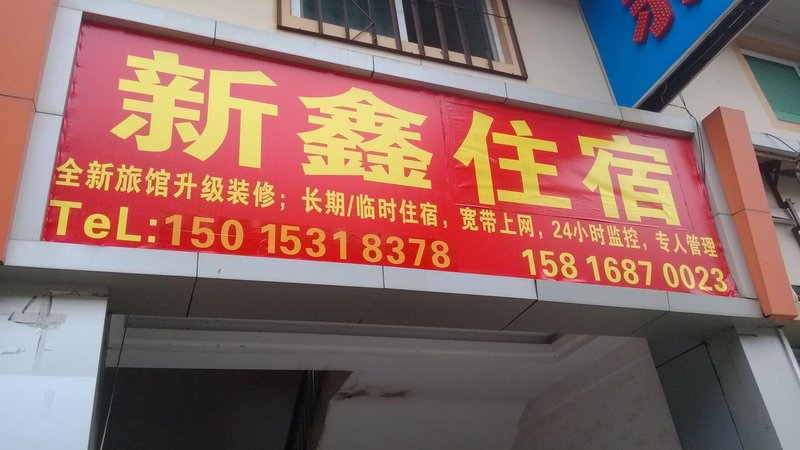 新鑫住宿
全新旅馆升级装修；长期/临时住宿，宽带上网，24小时监控，专人管理
TeL:150 1531 8378 158 1687 0023